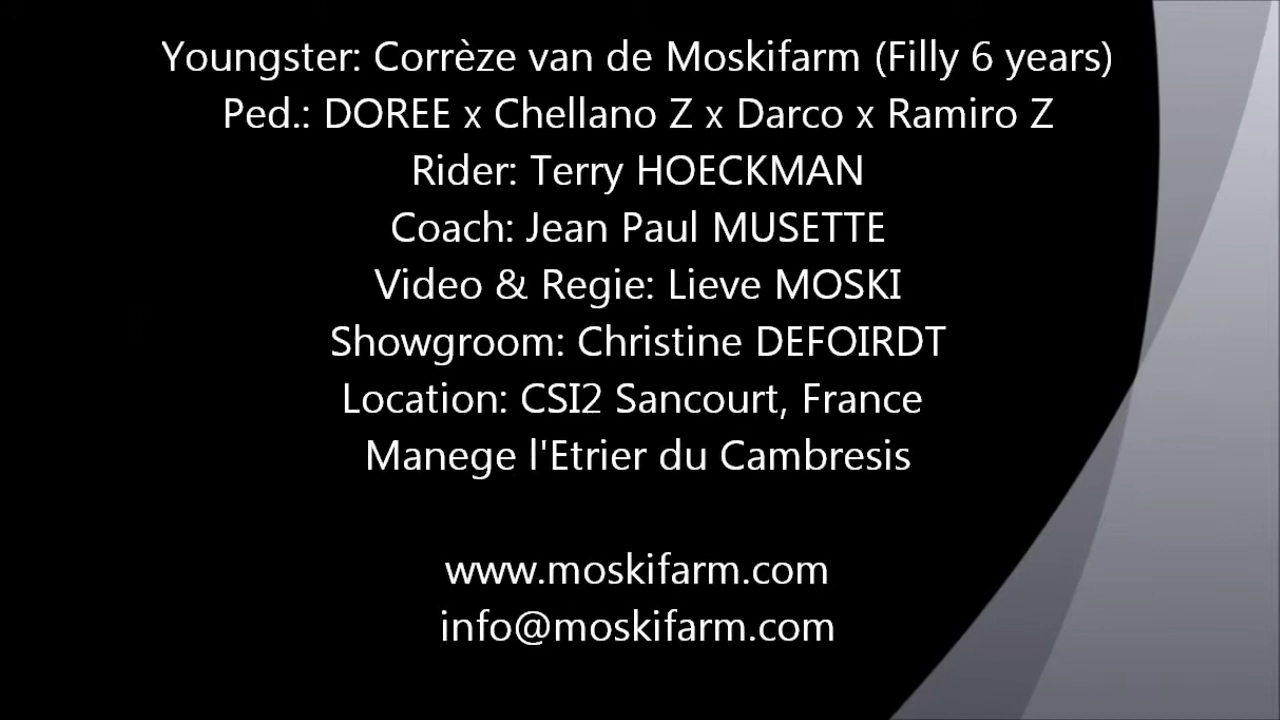 Youngster: Corrèze van de Moskifarm (Filly 6 years)
Ped.: DOREE x Chellano Z x Darco x Ramiro Z
Rider: Terry HOECKMAN
Coach: Jean Paul MUSETTE
Video & Regie: Lieve MOSKI
Showgroom: Christine DEFOIRDT
Location: CSI2 Sancourt, France
Manege l'Etrier du Cambresis
www.moskifarm.com
info@moskifarm.com